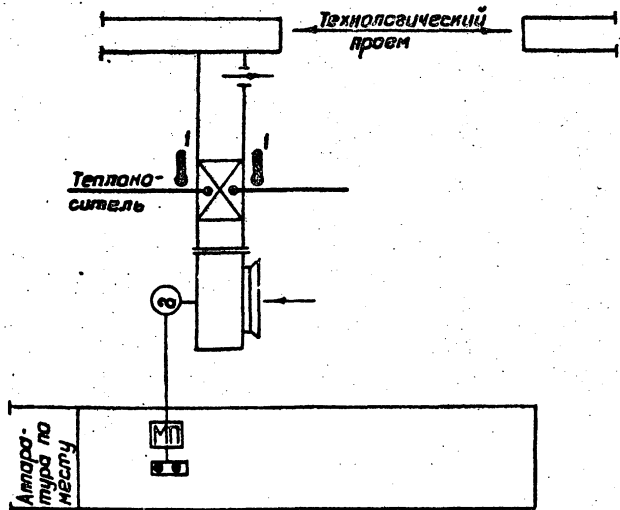 Технологический
проем
1
1
Теплоно-
ситель
а
МП
Аппара-
тура по
месту